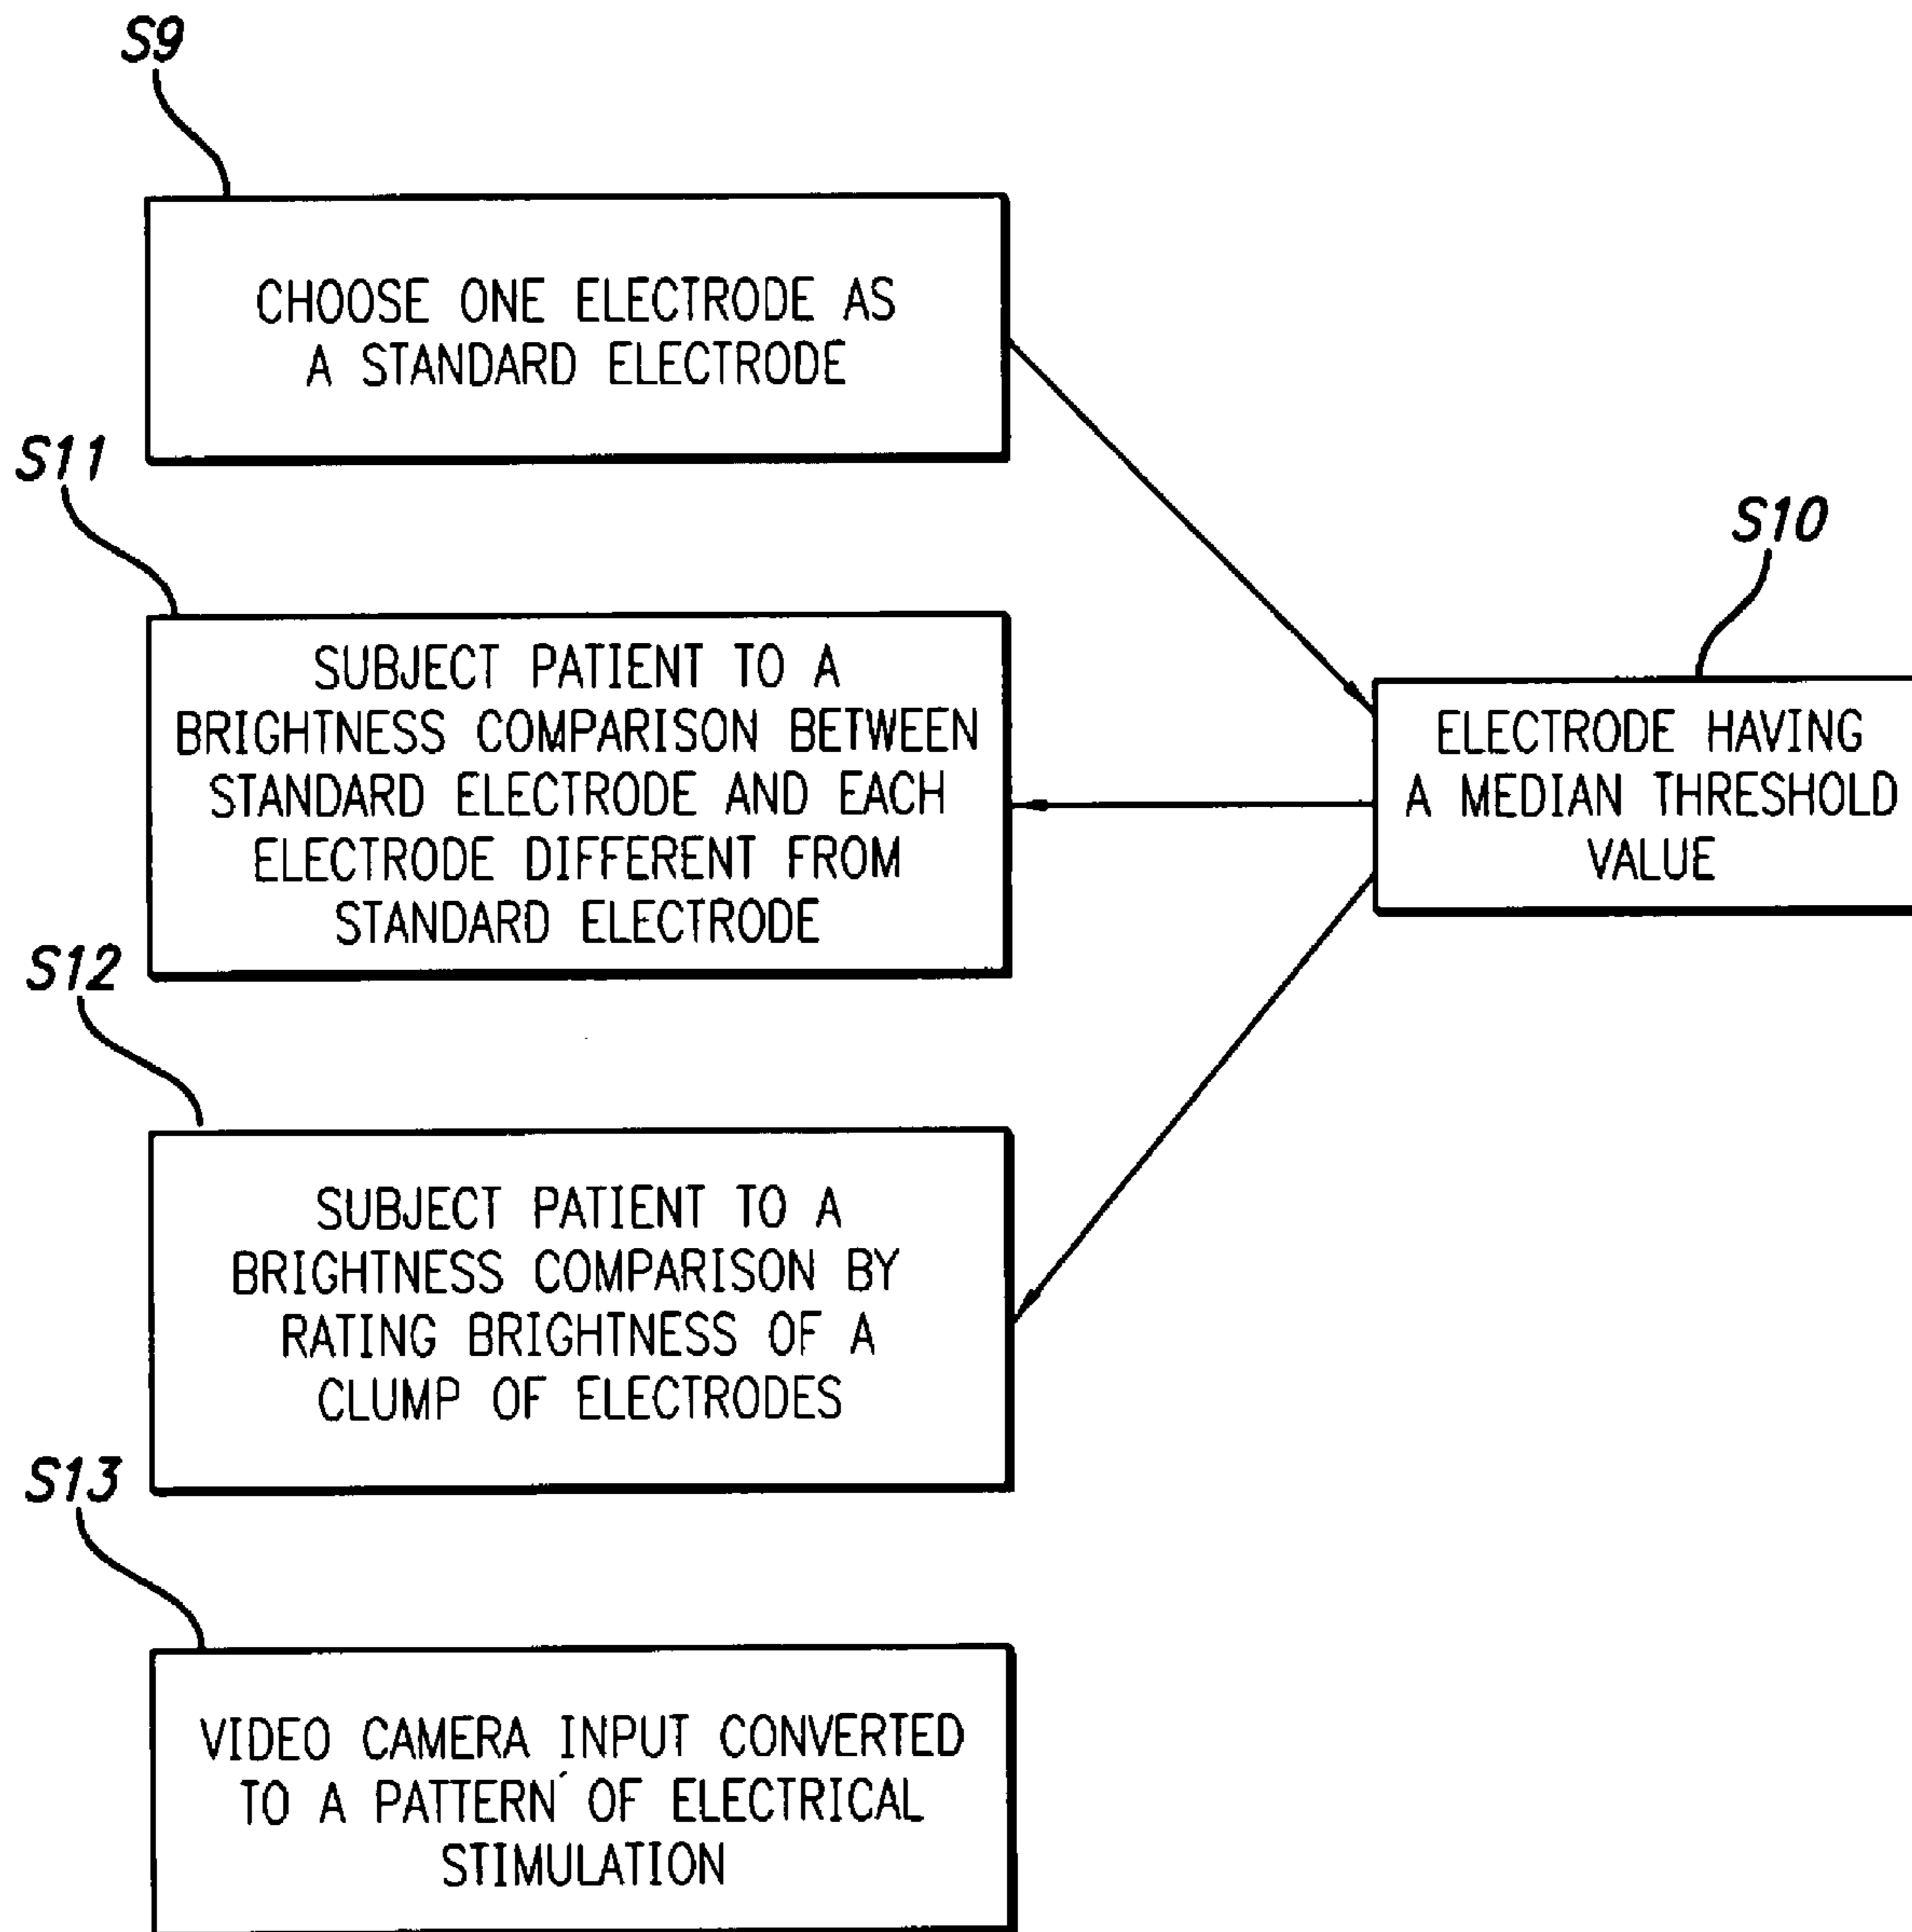 S9
CHOOSE ONE ELECTRODE AS
A STANDARD ELECTRODE
S11
SUBJECT PATIENT TO A
BRIGHTNESS COMPARISON BETWEEN
STANDARD ELECTRODE AND EACH
ELECTRODE DIFFERENT FROM
STANDARD ELECTRODE
S10
ELECTRODE HAVING
A MEDIAN THRESHOLD
VALUE
S12
SUBJECT PATIENT TO A
BRIGHTNESS COMPARISON BY
RATING BRIGHTNESS OF A
CLUMP OF ELECTRODES
S13
VIDEO CAMERA INPUT CONVERTED
TO A PATTERN OF ELECTRICAL
STIMULATION